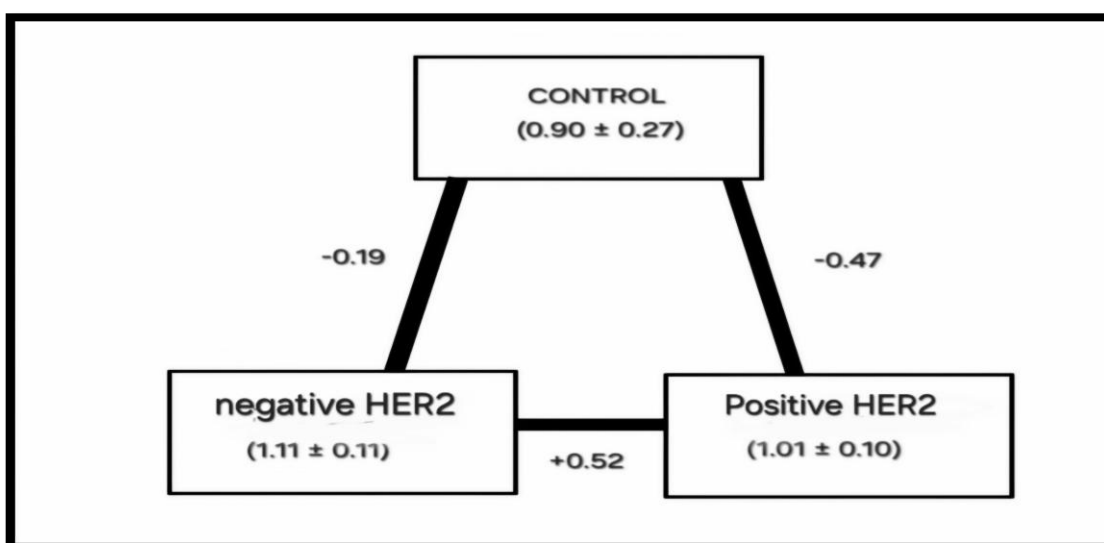 CONTROL
(0.90 ± 0.27)
-0.19
-0.47
negative HER2
(1.11 ± 0.11)
+0.52
Positive HER2
(1.01 ± 0.10)